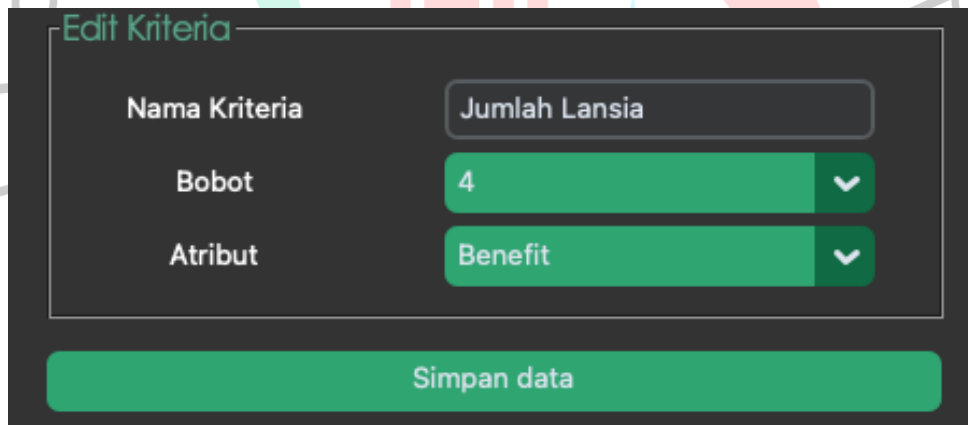 Edit Kriteria
Nama Kriteria Jumlah Lansia
Bobot 4
Atribut Benefit
Simpan data